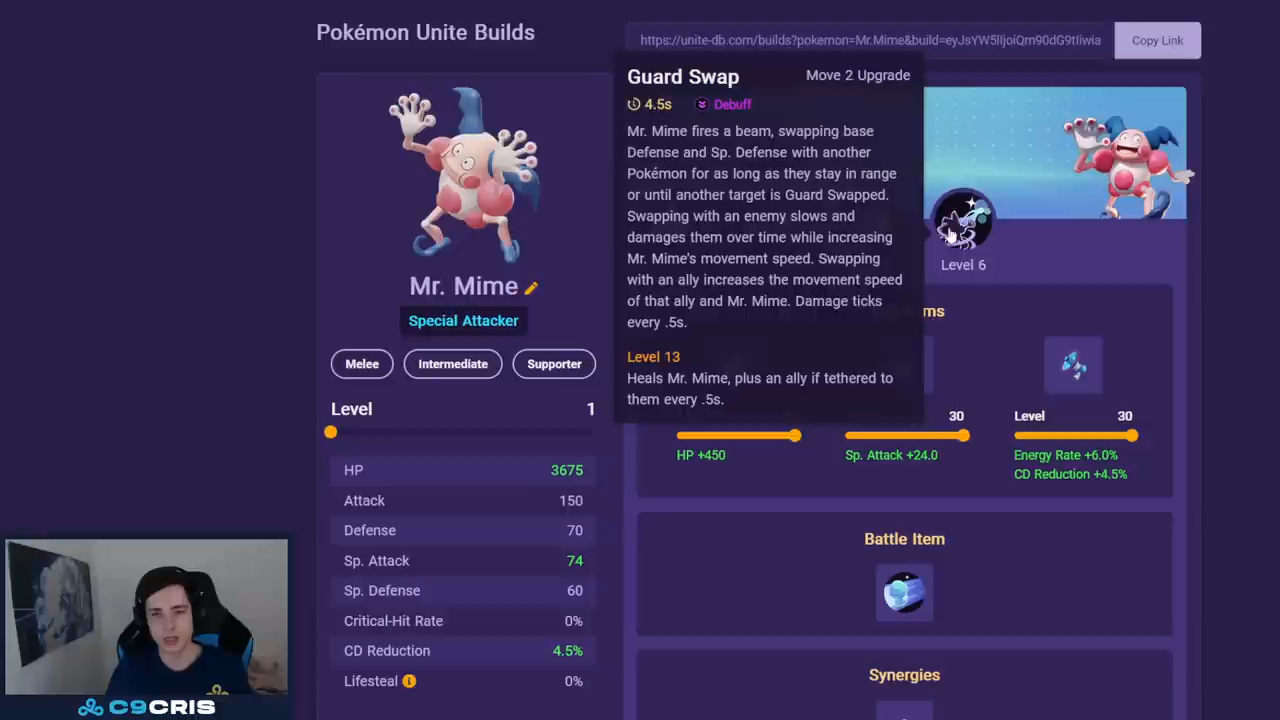 Pokémon Unite Builds
https://unite-db.com/builds?pokemon=Mr.Mime&build=eyJsYW5lIjoiQm90dG9tIiwia
Copy Link
Mr. Mime
Special Attacker
Melee
Intermediate
Supporter
Level 1
HP 3675
Attack 150
Defense 70
Sp. Attack 74
Sp. Defense 60
Critical-Hit Rate 0%
CD Reduction 4.5%
Lifesteal 0%
Guard Swap Move 2 Upgrade
4.5s Debuff
Mr. Mime fires a beam, swapping base
Defense and Sp. Defense with another
Pokémon for as long as they stay in range
or until another target is Guard Swapped.
Swapping with an enemy slows and
damages them over time while increasing
Mr. Mime's movement speed. Swapping
with an ally increases the movement speed
of that ally and Mr. Mime. Damage ticks
every .5s.
Level 13
Heals Mr. Mime, plus an ally if tethered to
them every .5s.
Level 6
30
Level 30
HP +450
Sp. Attack +24.0
Energy Rate +6.0%
CD Reduction +4.5%
Battle Item
Synergies
C9CRIS